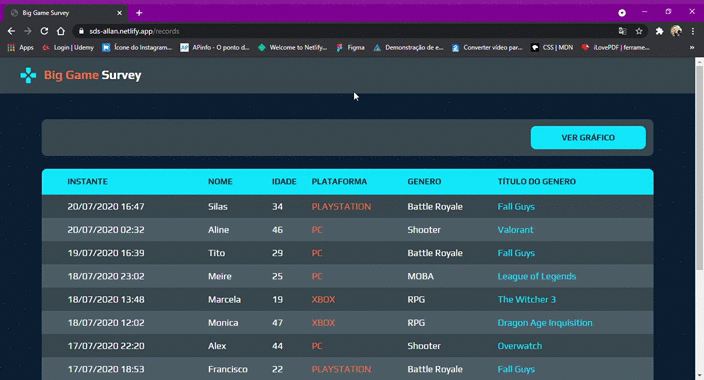 Big Game Survey
sds-allan.netlify.app/records
Apps Login | Udemy Ícone do Instagram... APinfo - O ponto d... Welcome to Netlify... Figma Demonstração de e... Converter vídeo par... CSS | MDN iLovePDF | ferrame... »
Big Game Survey
VER GRÁFICO
INSTANTE NOME IDADE PLATAFORMA GENERO TÍTULO DO GENERO
20/07/2020 16:47 Silas 34 PLAYSTATION Battle Royale Fall Guys
20/07/2020 02:32 Aline 46 PC Shooter Valorant
19/07/2020 16:39 Tito 29 PC Battle Royale Fall Guys
18/07/2020 23:02 Meire 25 PC MOBA League of Legends
18/07/2020 13:48 Marcela 19 XBOX RPG The Witcher 3
18/07/2020 12:02 Monica 47 XBOX RPG Dragon Age Inquisition
17/07/2020 22:20 Alex 44 PC Shooter Overwatch
17/07/2020 18:53 Francisco 22 PLAYSTATION Battle Royale Fall Guys